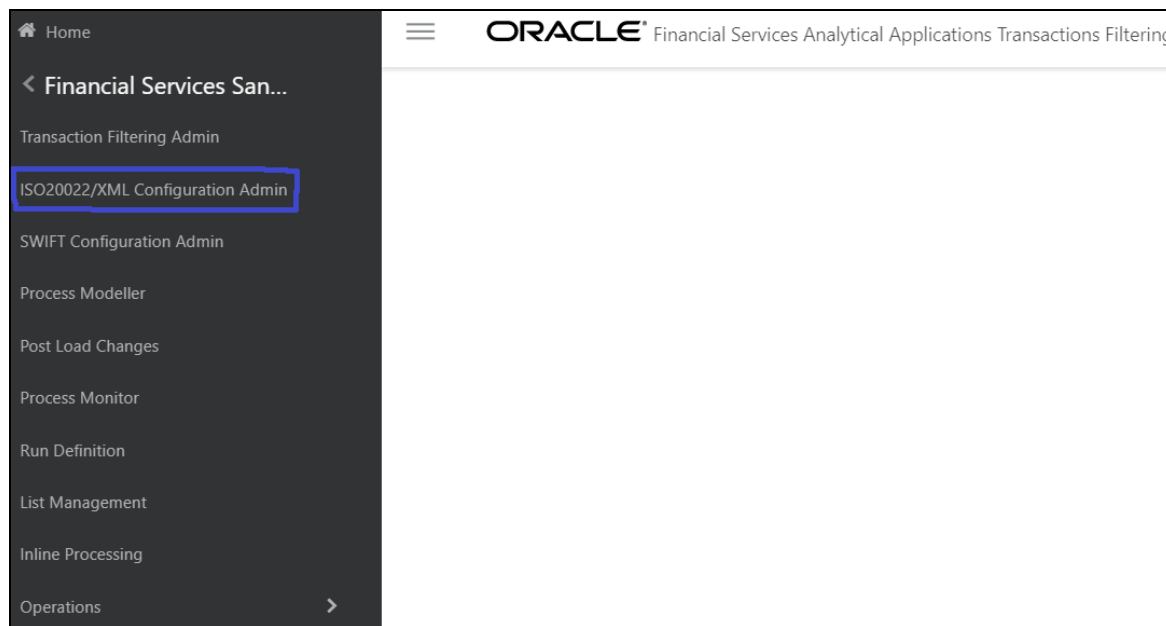 Home
ORACLE® Financial Services Analytical Applications Transactions Filtering
Financial Services San...
Transaction Filtering Admin
ISO20022/XML Configuration Admin
SWIFT Configuration Admin
Process Modeller
Post Load Changes
Process Monitor
Run Definition
List Management
Inline Processing
Operations